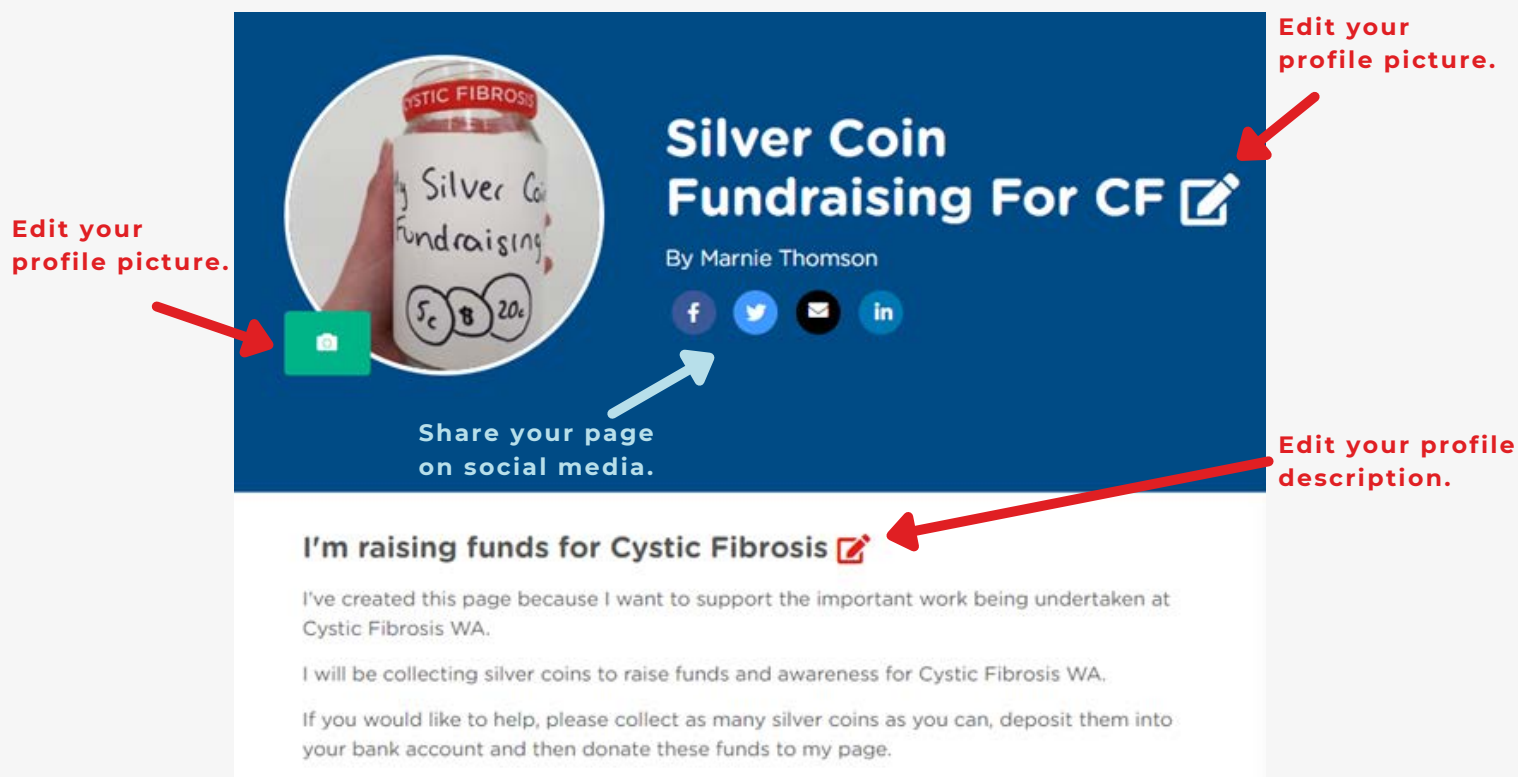 Edit your
profile picture.
CYSTIC FIBROSIS
My Silver Coin
Fundraising
5c
20c
Silver Coin
Fundraising For CF
By Marnie Thomson
f
in
Edit your
profile picture.
Share your page
on social media.
Edit your profile
description.
I'm raising funds for Cystic Fibrosis
I've created this page because I want to support the important work being undertaken at
Cystic Fibrosis WA.
I will be collecting silver coins to raise funds and awareness for Cystic Fibrosis WA.
If you would like to help, please collect as many silver coins as you can, deposit them into
your bank account and then donate these funds to my page.